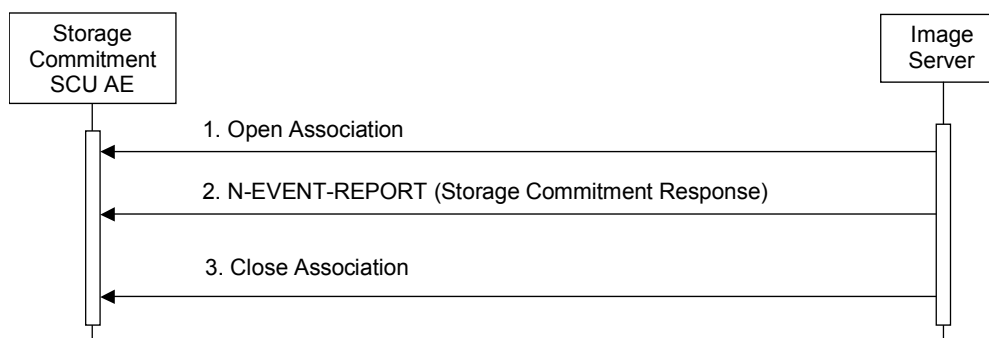 Storage
Commitment
SCU AE
Image
Server
1. Open Association
2. N-EVENT-REPORT (Storage Commitment Response)
3. Close Association